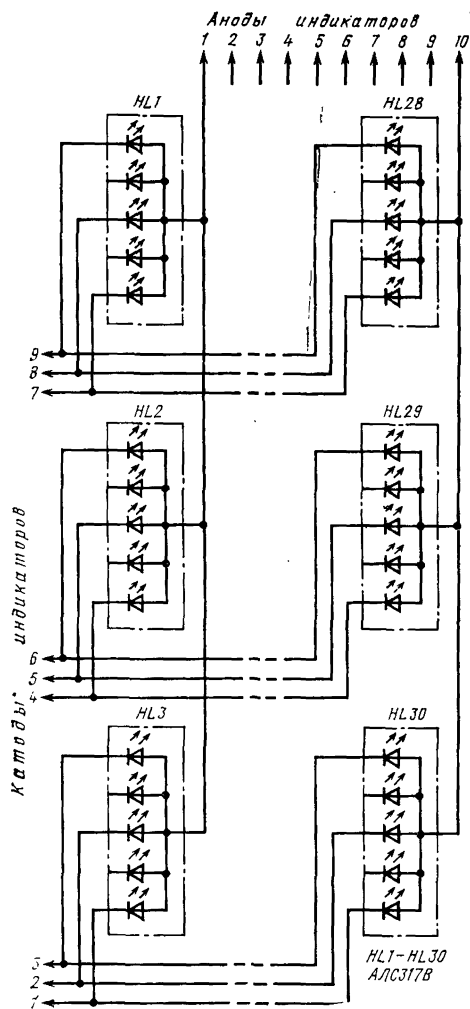 Аноды индикаторов
1 2 3 4 5 6 7 8 9 10
HL1 HL28
9
8
7
HL2 HL29
Катоды индикаторов
6
5
4
HL3 HL30
3
2
1
HL1-HL30
АЛС317В